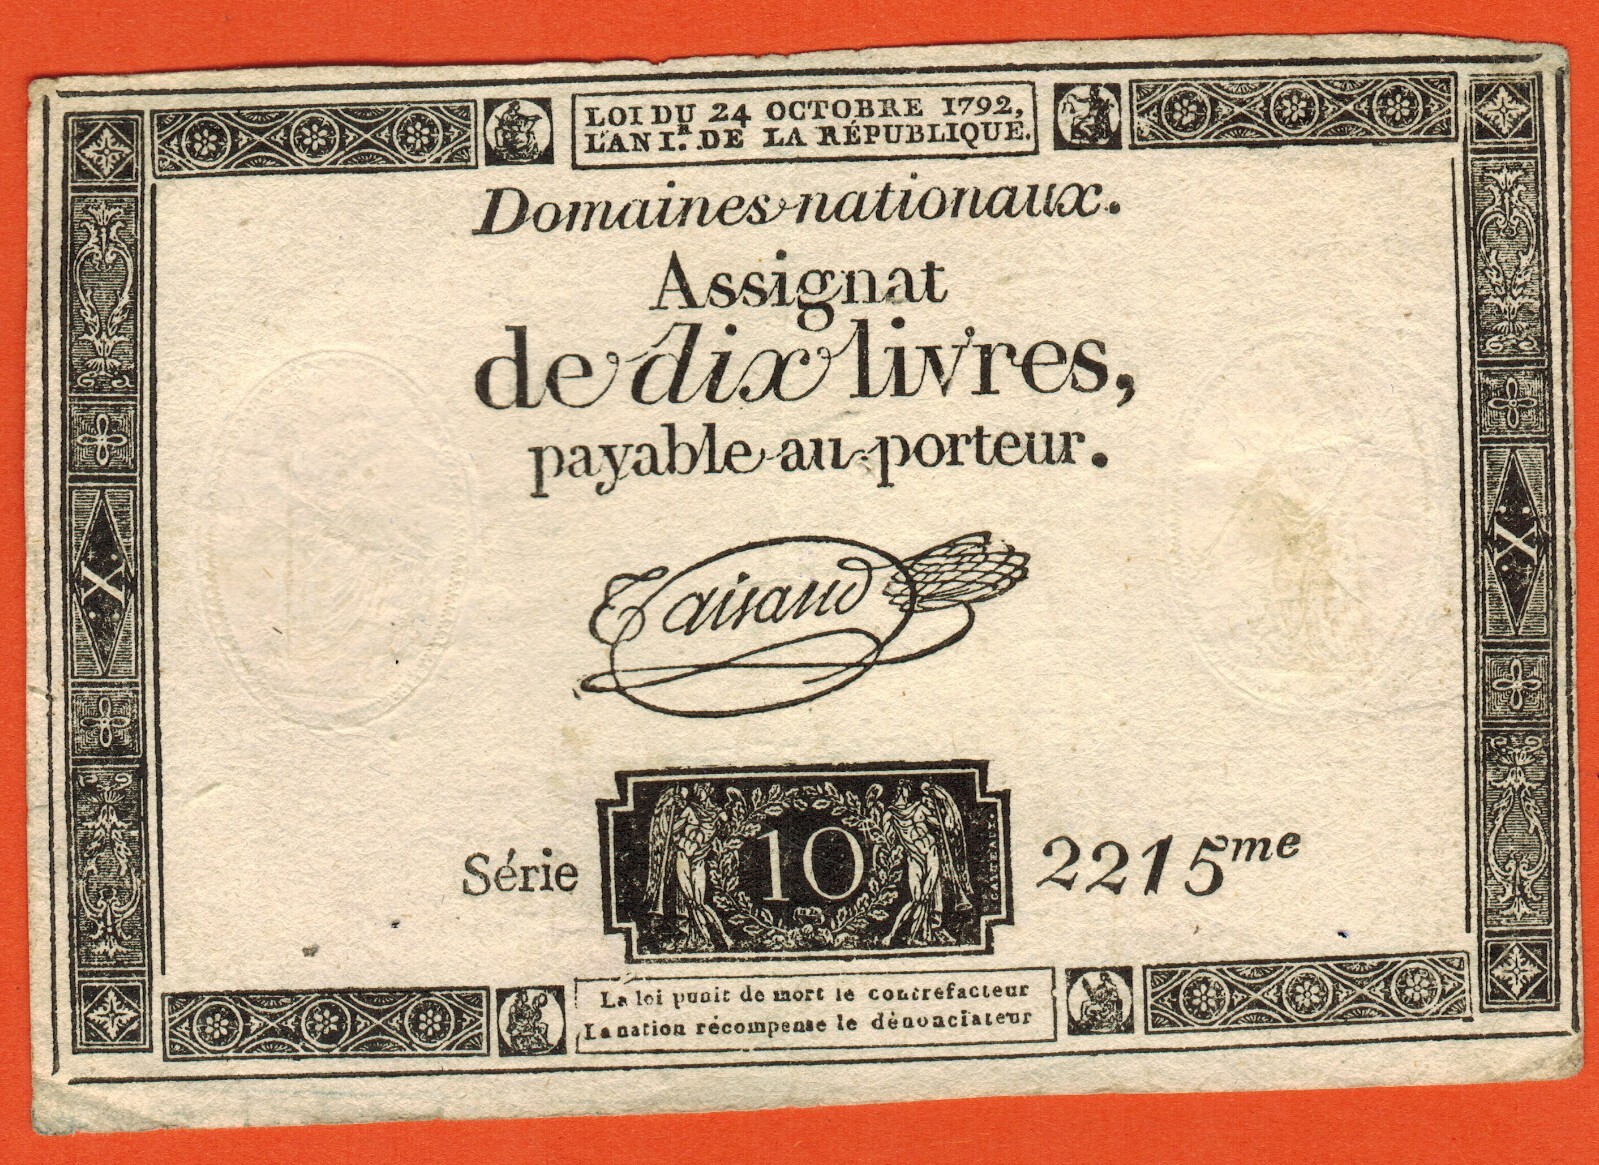 LOI DU 24 OCTOBRE 1792,
L'AN I.R DE LA RÉPUBLIQUE.
Domaines nationaux.
Assignat
de dix livres,
payable au porteur.
X X
Taisaud
Série 10 2215me
La loi punit de mort le contrefacteur
La nation récompense le dénonciateur